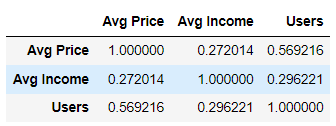 Avg Price Avg Income Users
Avg Price 1.000000 0.272014 0.569216
Avg Income 0.272014 1.000000 0.296221
Users 0.569216 0.296221 1.000000